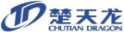 楚天龙
CHUTIAN DRAGON